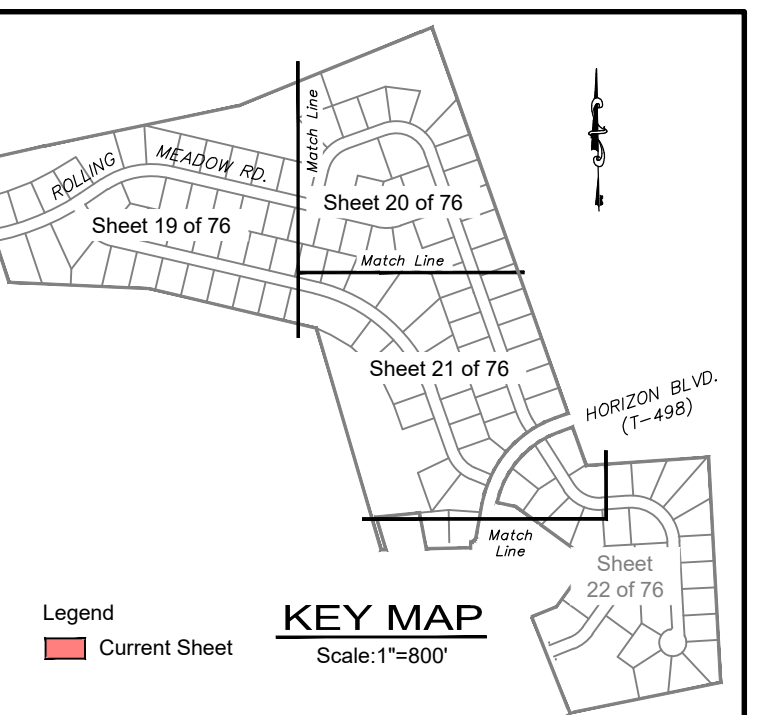 Match Line
ROLLING MEADOW RD.
Sheet 20 of 76
Sheet 19 of 76
Match Line
Sheet 21 of 76
HORIZON BLVD.
(T-498)
Match
Line
Sheet
22 of 76
Legend
Current Sheet
KEY MAP
Scale:1"=800'